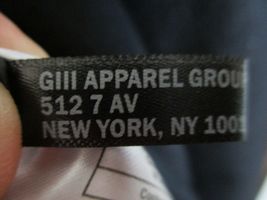 GIII APPAREL GROU
512 7 AV
NEW YORK, NY 1001